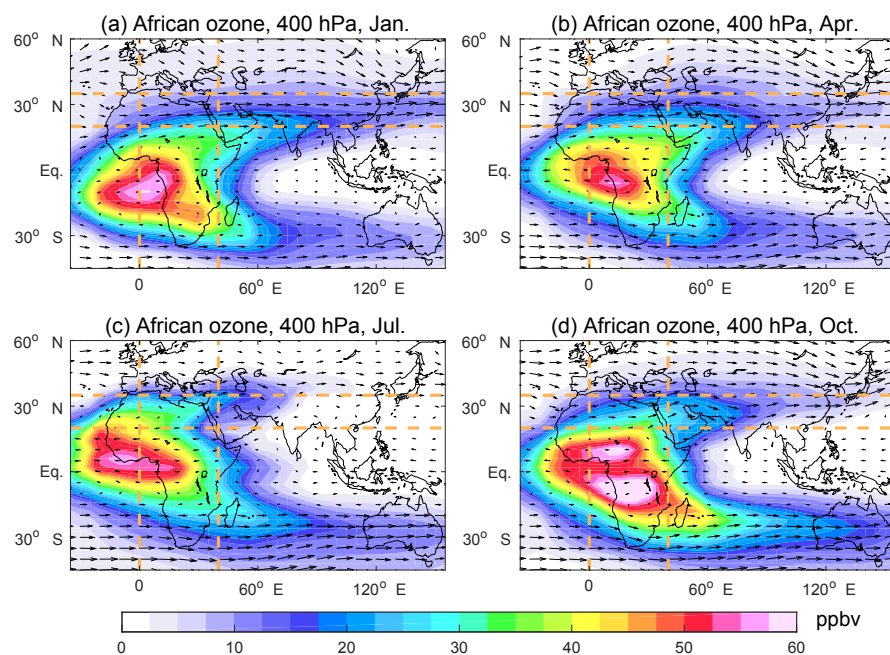 (a) African ozone, 400 hPa, Jan.
(b) African ozone, 400 hPa, Apr.
60° N
30° N
Eq.
30° S
0
60° E
120° E
60° N
30° N
Eq.
30° S
0
60° E
120° E
(c) African ozone, 400 hPa, Jul.
(d) African ozone, 400 hPa, Oct.
60° N
30° N
Eq.
30° S
0
60° E
120° E
60° N
30° N
Eq.
30° S
0
60° E
120° E
0 10 20 30 40 50 60 ppbv